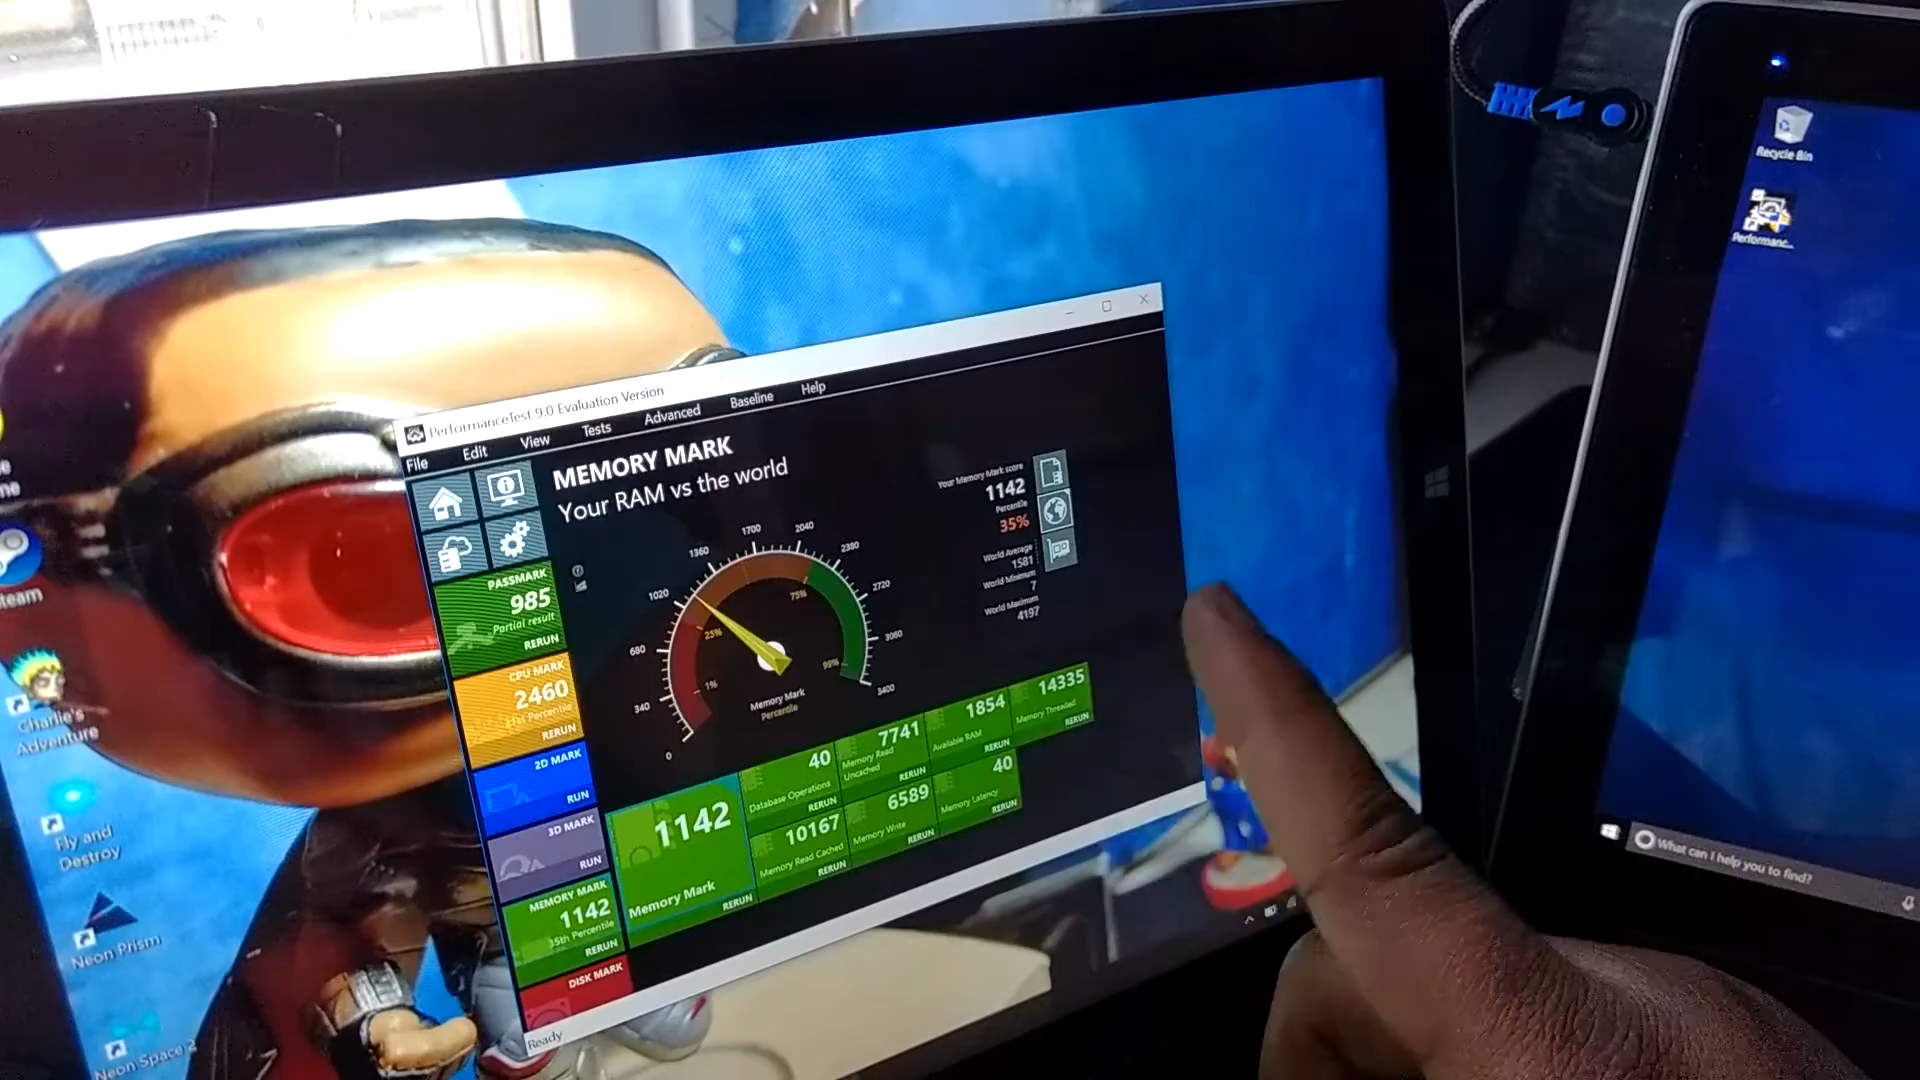 PerformanceTest 9.0 Evaluation Version
File Edit View Tests Advanced Baseline Help
MEMORY MARK
Your RAM vs the world
PASSMARK
985
Partial result
RERUN
CPU MARK
2460
RERUN
2D MARK
RUN
3D MARK
RUN
MEMORY MARK
1142
35th Percentile
RERUN
DISK MARK
Ready
0
340
680
1020
1360
1700
2040
2380
2720
3060
3400
1%
25%
75%
99%
Memory Mark
Percentile
Your Memory Mark score
1142
Percentile
35%
World Average
1581
World Minimum
7
World Maximum
4197
1142
Memory Mark
RERUN
40
Database Operations
RERUN
7741
Memory Read
Uncached
RERUN
1854
Available RAM
RERUN
14335
Memory Threaded
RERUN
10167
Memory Read Cached
RERUN
6589
Memory Write
RERUN
40
Memory Latency
RERUN
team
Charlie's
Adventure
Fly and
Destroy
Neon Prism
Neon Space 2
Recycle Bin
Performanc...
What can I help you to find?